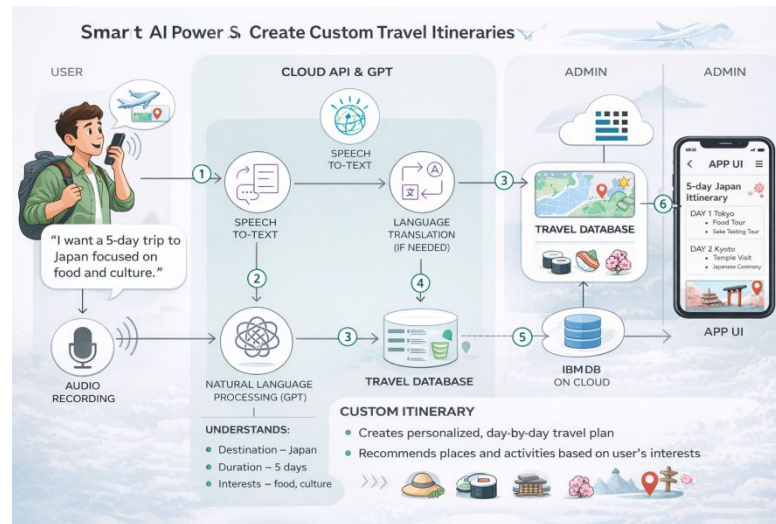 Smart AI Power & Create Custom Travel Itineraries
USER
CLOUD API & GPT
ADMIN
ADMIN
SPEECH
TO-TEXT
1
SPEECH
TO-TEXT
LANGUAGE
TRANSLATION
(IF NEEDED)
3
TRAVEL DATABASE
6
APP UI
5-day Japan
ittinerary
DAY 1 Tokyo
• Food Tour
• Sake Tasting Tour
DAY 2 Kyoto
• Temple Visit
APP UI
“I want a 5-day trip to
Japan focused on
food and culture.”
2
4
AUDIO
RECORDING
NATURAL LANGUAGE
PROCESSING (GPT)
3
TRAVEL DATABASE
5
IBM DB
ON CLOUD
UNDERSTANDS:
• Destination – Japan
• Duration – 5 days
• Interests – food, culture
CUSTOM ITINERARY
• Creates personalized, day-by-day travel plan
• Recommends places and activities based on user’s interests